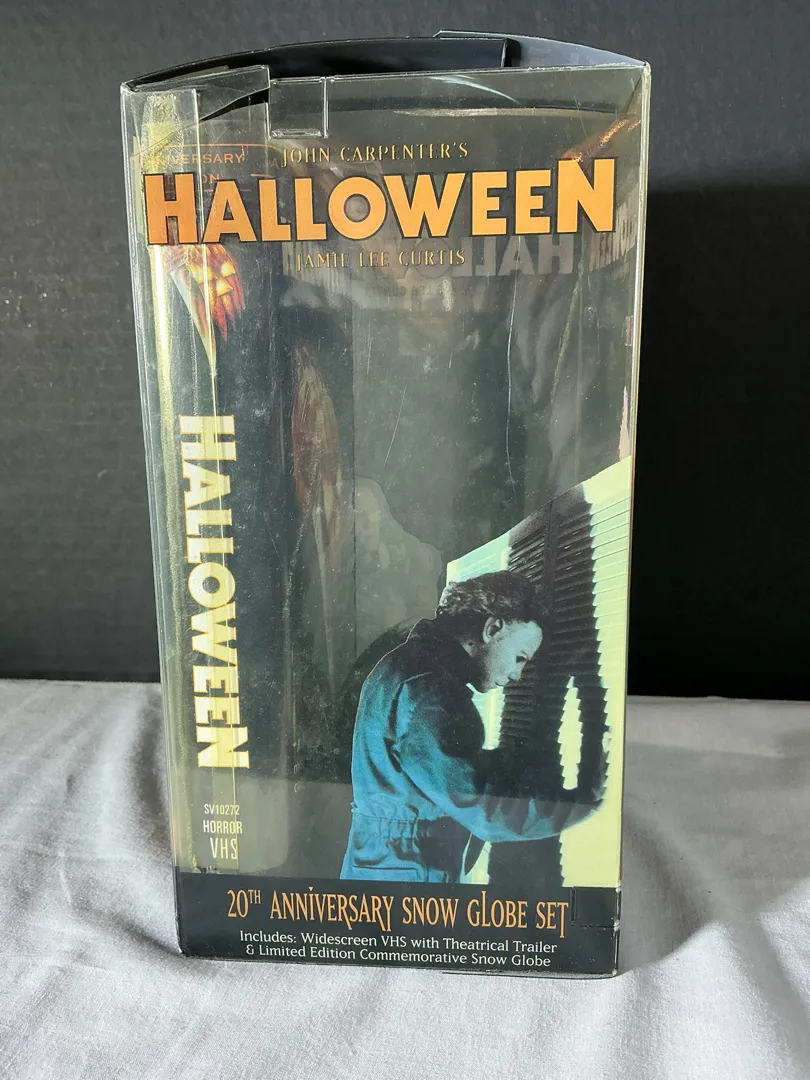 JOHN CARPENTER'S
HALLOWEEN
JAMIE LEE CURTIS
HALLOWEEN
SV10272
HORROR
VHS
20TH ANNIVERSARY SNOW GLOBE SET
Includes: Widescreen VHS with Theatrical Trailer
& Limited Edition Commemorative Snow Globe